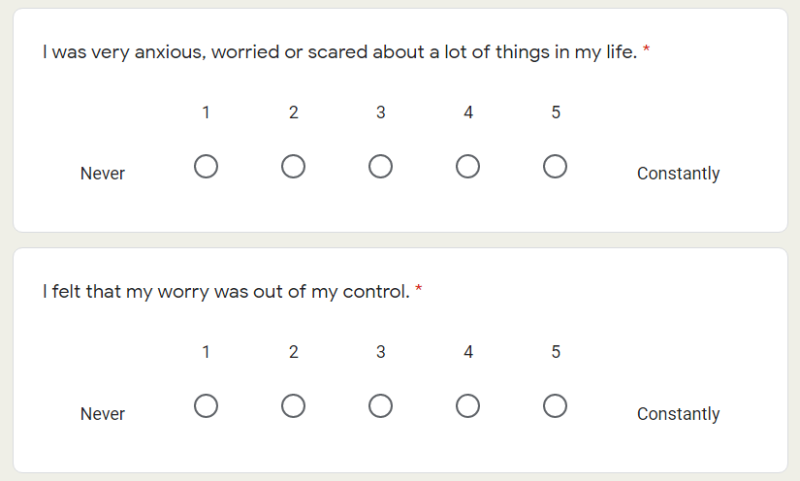 I was very anxious, worried or scared about a lot of things in my life. *
1 2 3 4 5
Never Constantly
I felt that my worry was out of my control. *
1 2 3 4 5
Never Constantly